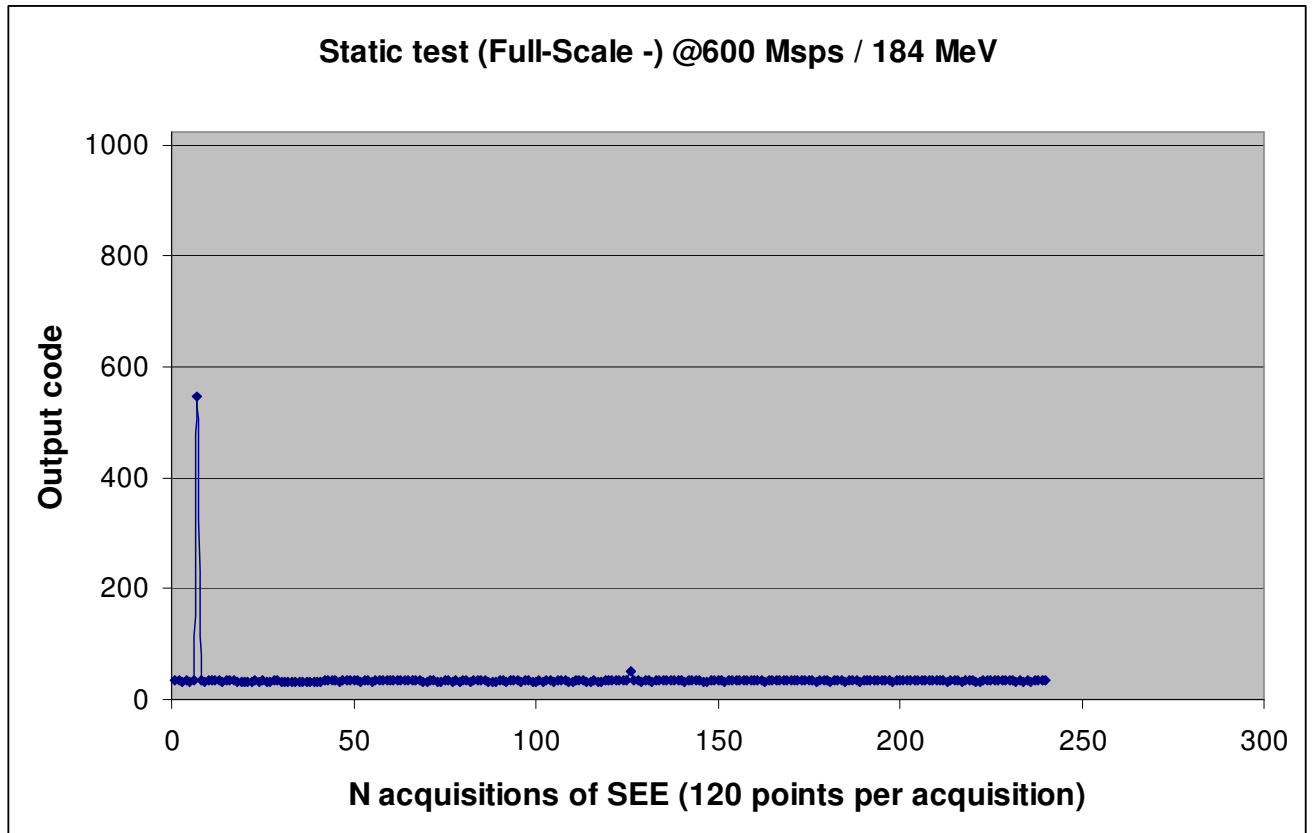 Static test (Full-Scale -) @600 Msps / 184 MeV
1000
800
600
400
200
0
Output code
0 50 100 150 200 250 300
N acquisitions of SEE (120 points per acquisition)